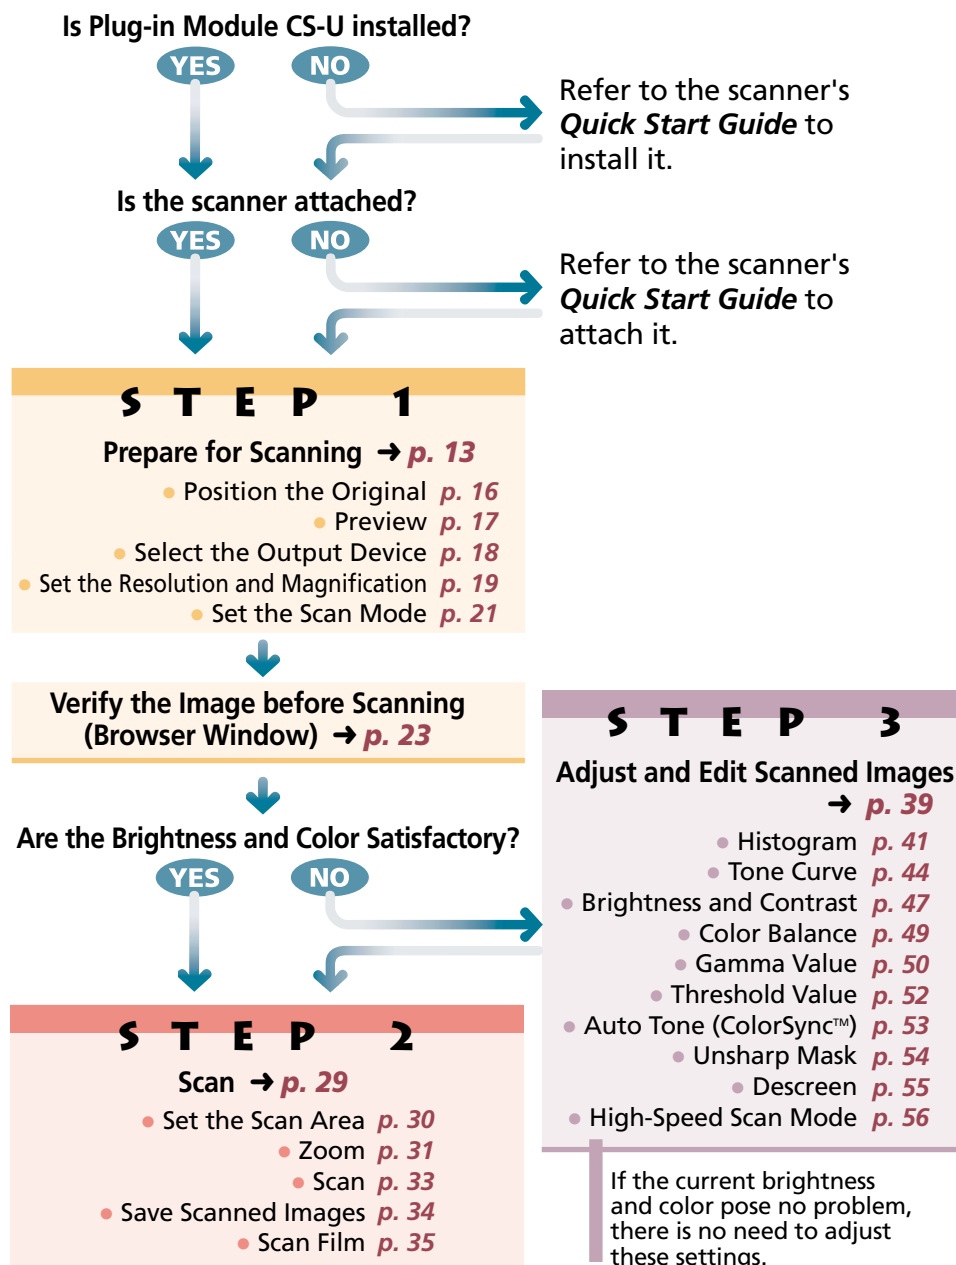 Is Plug-in Module CS-U installed?
YES
NO
Refer to the scanner's
Quick Start Guide to
install it.
Is the scanner attached?
YES
NO
Refer to the scanner's
Quick Start Guide to
attach it.
STEP 1
Prepare for Scanning ➔ p. 13
• Position the Original p. 16
• Preview p. 17
• Select the Output Device p. 18
• Set the Resolution and Magnification p. 19
• Set the Scan Mode p. 21
Verify the Image before Scanning
(Browser Window) ➔ p. 23
Are the Brightness and Color Satisfactory?
YES
NO
STEP 3
Adjust and Edit Scanned Images
➔ p. 39
• Histogram p. 41
• Tone Curve p. 44
• Brightness and Contrast p. 47
• Color Balance p. 49
• Gamma Value p. 50
• Threshold Value p. 52
• Auto Tone (ColorSync™) p. 53
• Unsharp Mask p. 54
• Descreen p. 55
• High-Speed Scan Mode p. 56
If the current brightness
and color pose no problem,
there is no need to adjust
these settings.
STEP 2
Scan ➔ p. 29
• Set the Scan Area p. 30
• Zoom p. 31
• Scan p. 33
• Save Scanned Images p. 34
• Scan Film p. 35